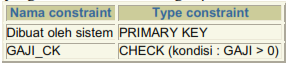 Nama constraint Type constraint
Dibuat oleh sistem PRIMARY KEY
GAJI_CK CHECK (kondisi : GAJI > 0)